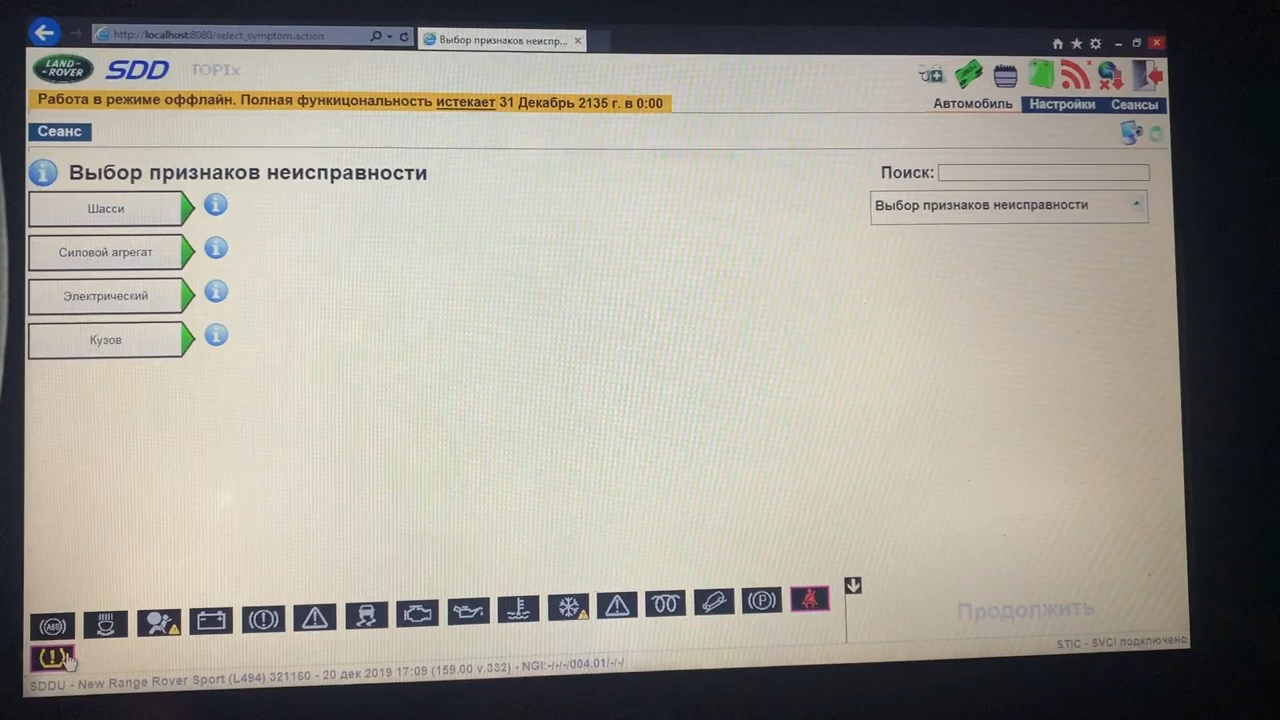 http://localhost:8080/select_symptom.action
Выбор признаков неиспр...
LAND-ROVER
SDD
TOPIx
Работа в режиме оффлайн. Полная функицональность истекает 31 Декабрь 2135 г. в 0:00
Автомобиль
Настройки
Сеансы
Сеанс
Выбор признаков неисправности
Поиск:
Шасси
Выбор признаков неисправности
Силовой агрегат
Электрический
Кузов
ABS
P
Продолжить
STIC - SVCI подключено
SDDU - New Range Rover Sport (L494) 321160 - 20 дек 2019 17:09 (159.00 v.332) - NGI:-/-/-/004.01/-/-/